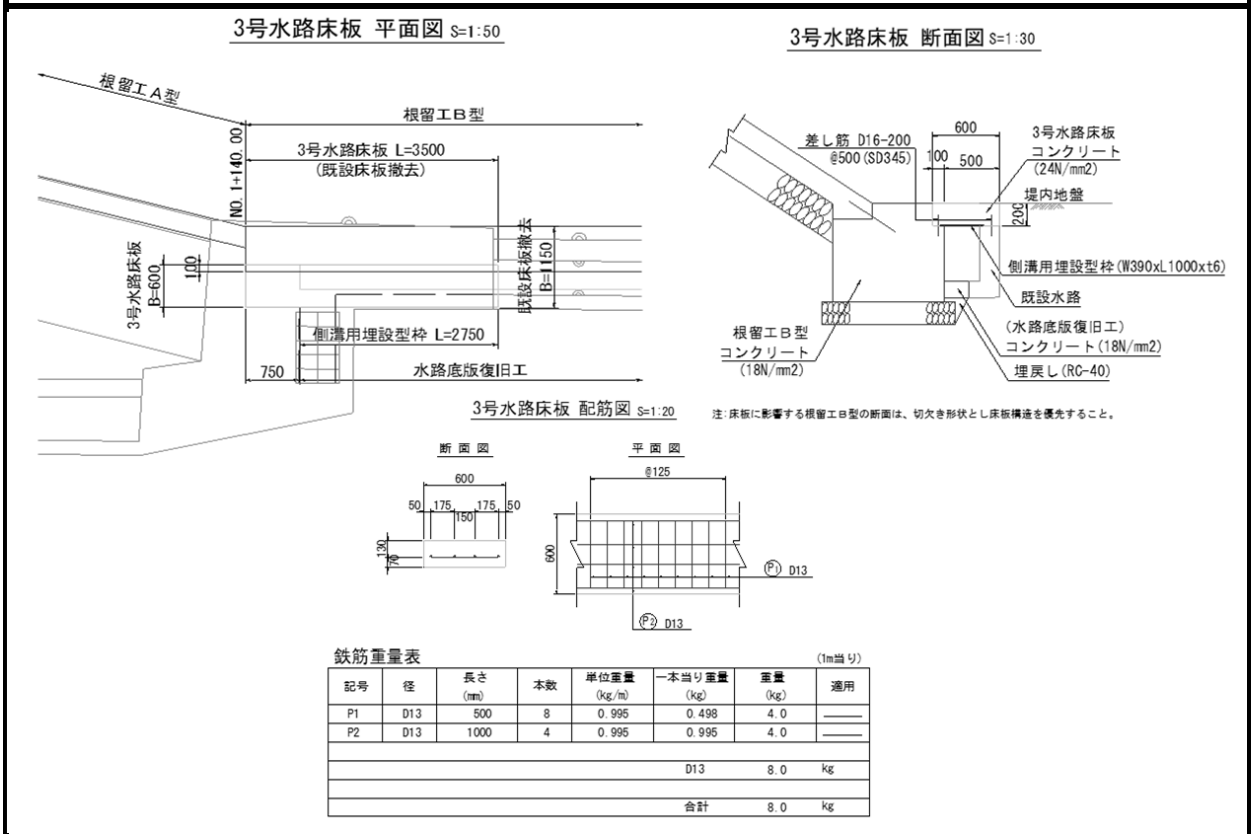 3号水路床板 平面図 S=1:50
根留工A型
根留工B型
NO.1+140.00
3号水路床板 L=3500
(既設床板撤去)
3号水路床板
B=600
100
既設床板撤去
B=1150
側溝用埋設型枠 L=2750
750
水路底版復旧工
3号水路床板 断面図 S=1:30
差し筋 D16-200
@500(SD345)
600
100
500
3号水路床板
コンクリート
(24N/mm2)
堤内地盤
200
側溝用埋設型枠(W390xL1000xt6)
既設水路
(水路底版復旧工)
コンクリート(18N/mm2)
埋戻し(RC-40)
根留工B型
コンクリート
(18N/mm2)
注:床板に影響する根留工B型の断面は、切欠き形状とし床板構造を優先すること。
3号水路床板 配筋図 S=1:20
断面図
600
50
175
150
175
50
130
70
平面図
@125
600
P1 D13
P2 D13
鉄筋重量表
(1m当り)
記号 径 長さ(mm) 本数 単位重量(kg/m) 一本当り重量(kg) 重量(kg) 適用
P1 D13 500 8 0.995 0.498 4.0 ———
P2 D13 1000 4 0.995 0.995 4.0 ———
D13 8.0 kg
合計 8.0 kg